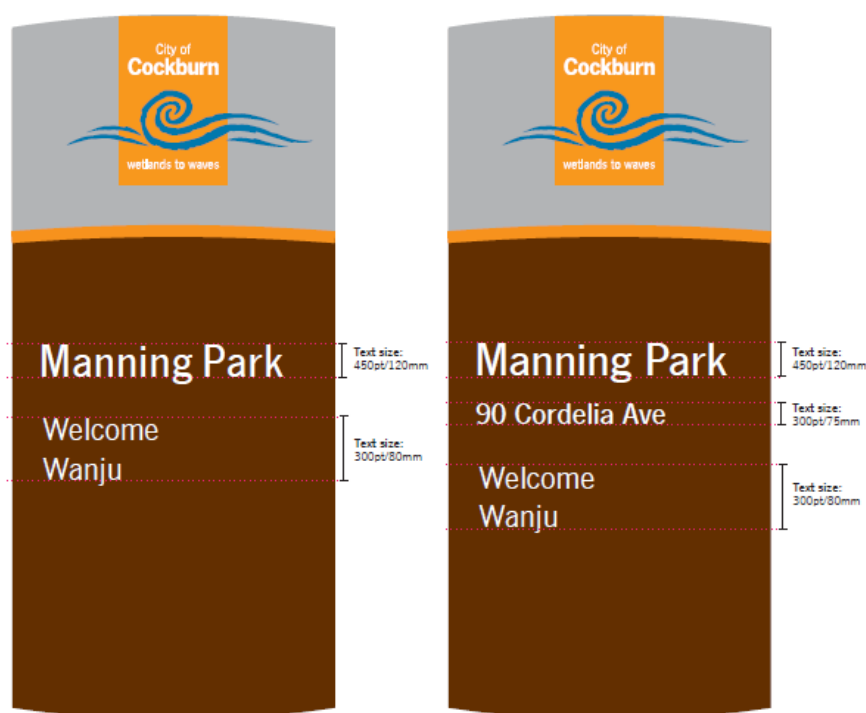 City of
Cockburn
wetlands to waves
Manning Park
Welcome
Wanju
Text size:
450pt/120mm
Text size:
300pt/80mm
City of
Cockburn
wetlands to waves
Manning Park
90 Cordelia Ave
Welcome
Wanju
Text size:
450pt/120mm
Text size:
300pt/75mm
Text size:
300pt/80mm